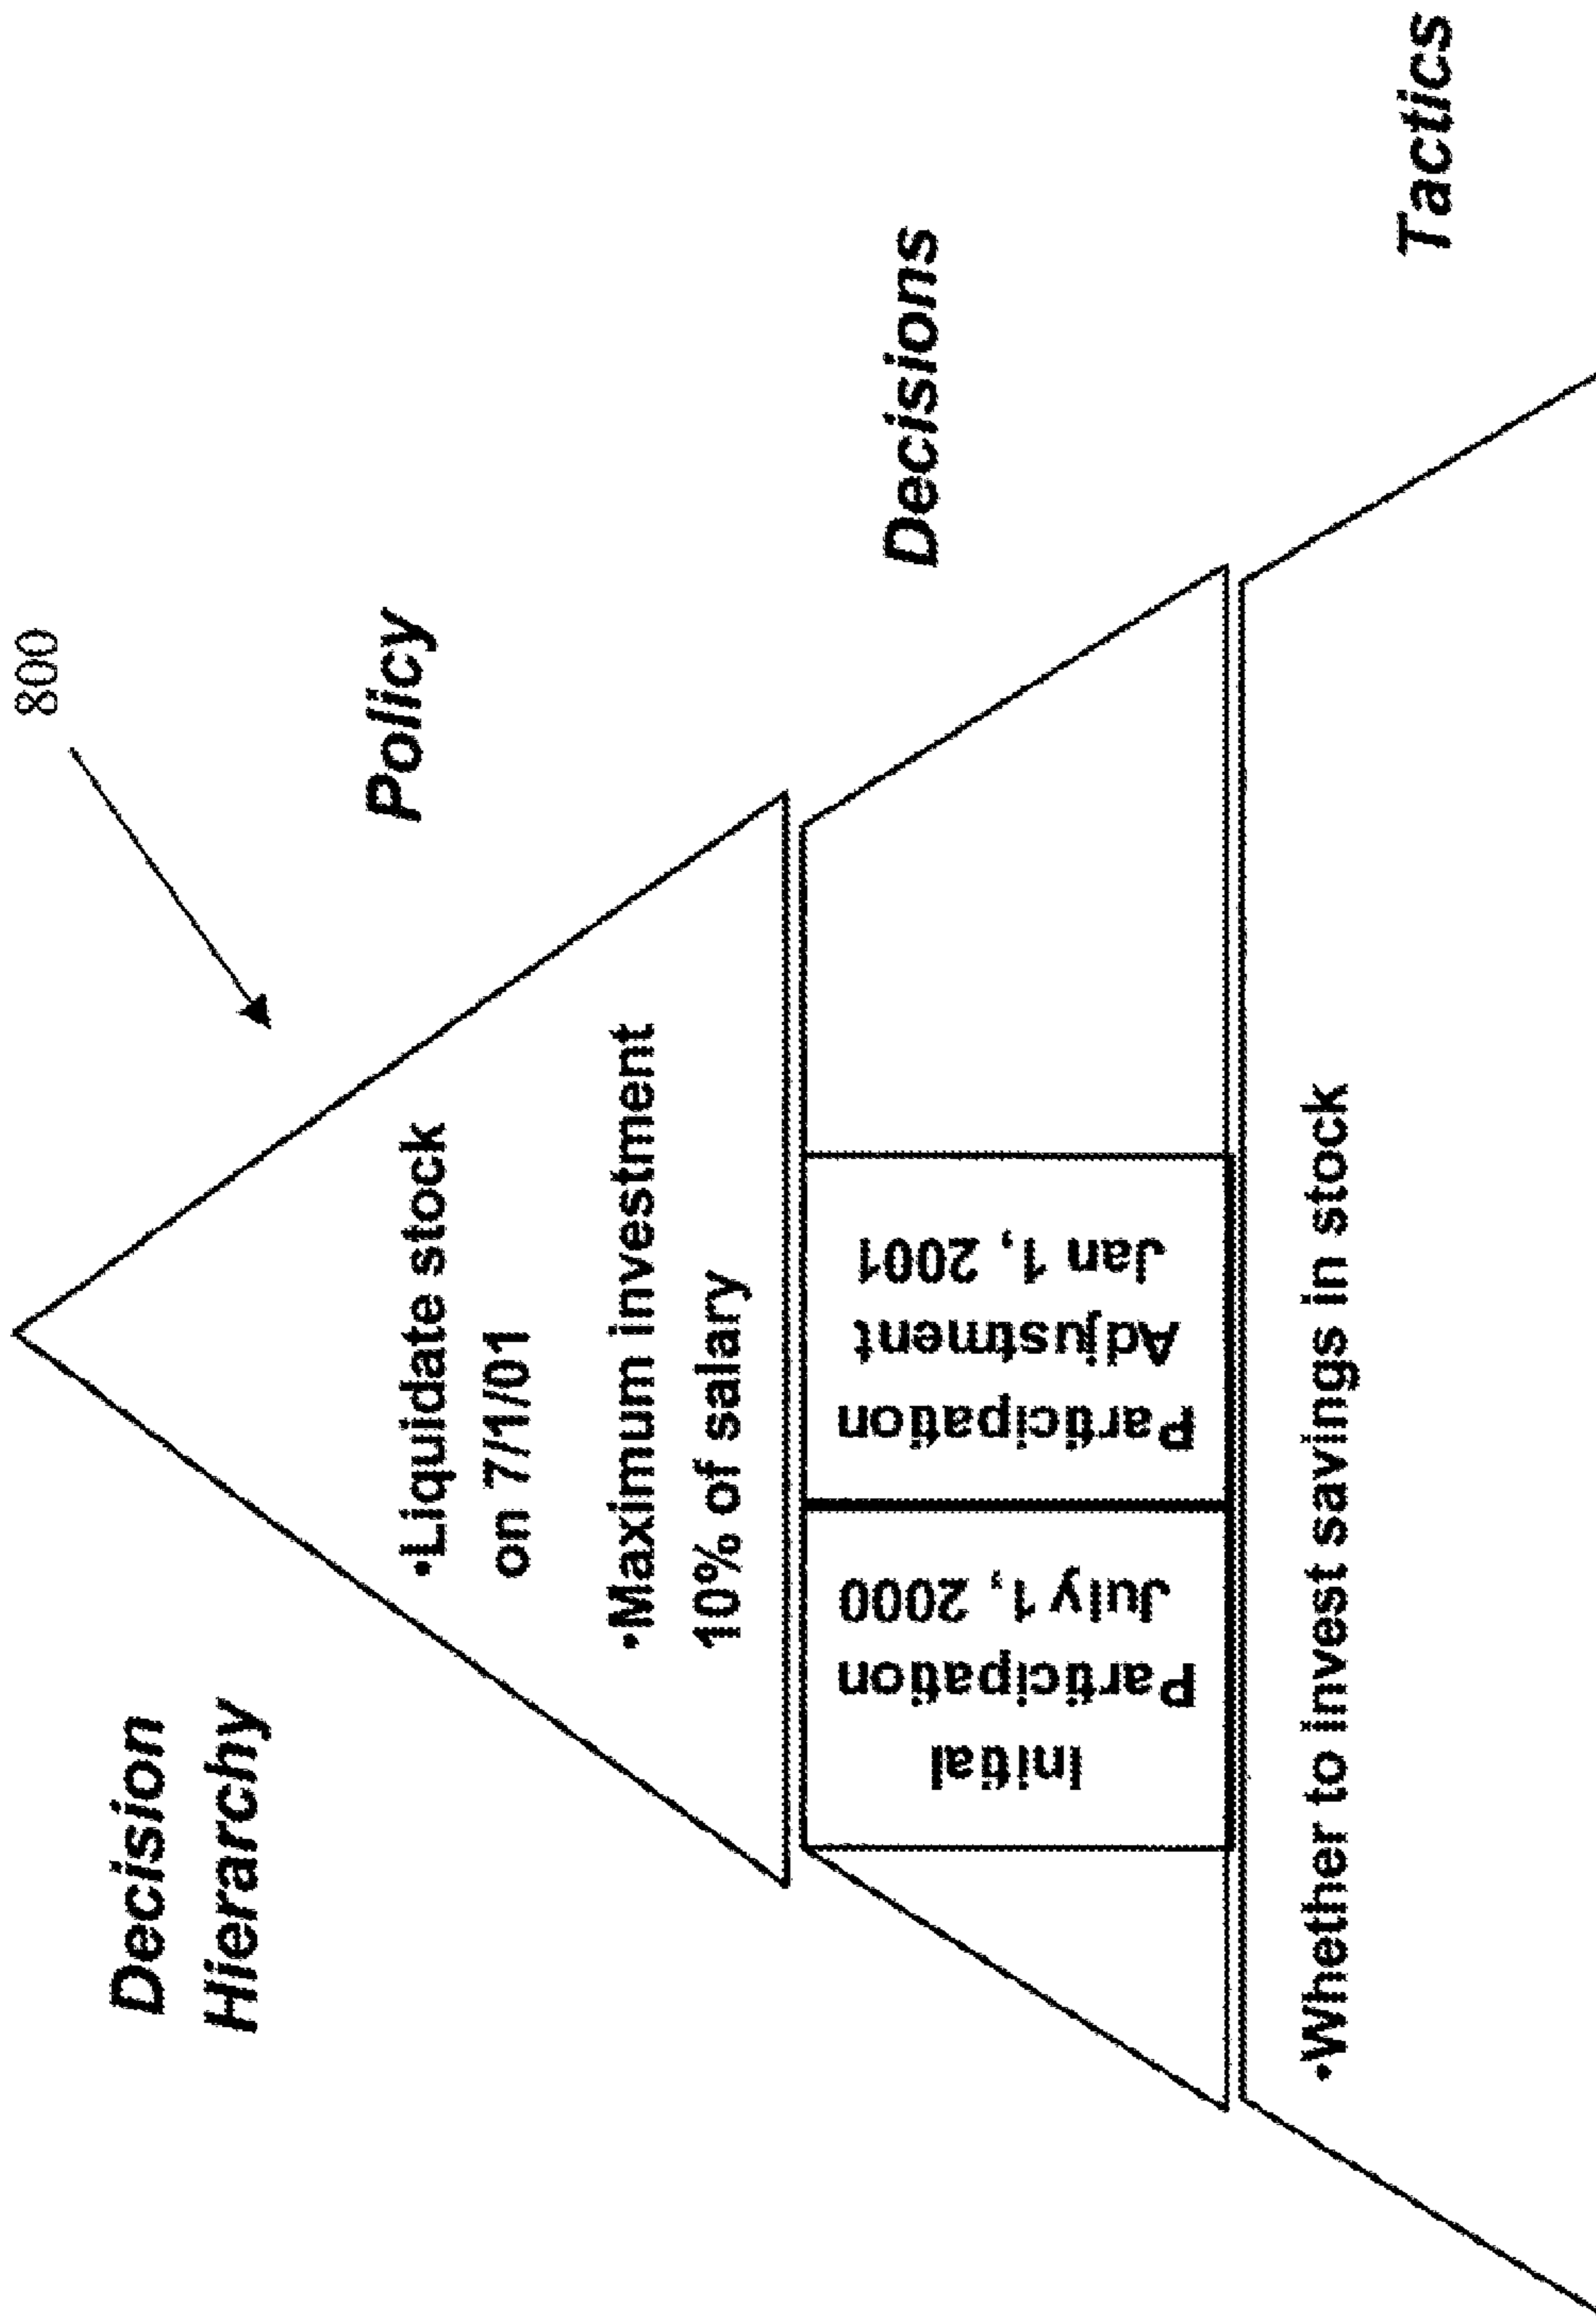 Decision
Hierarchy
800
Policy
•Liquidate stock
on 7/1/01
•Maximum investment
10% of salary
Decisions
Initial
Participation
July 1, 2000
Participation
Adjustment
Jan 1, 2001
Tactics
•Whether to invest savings in stock